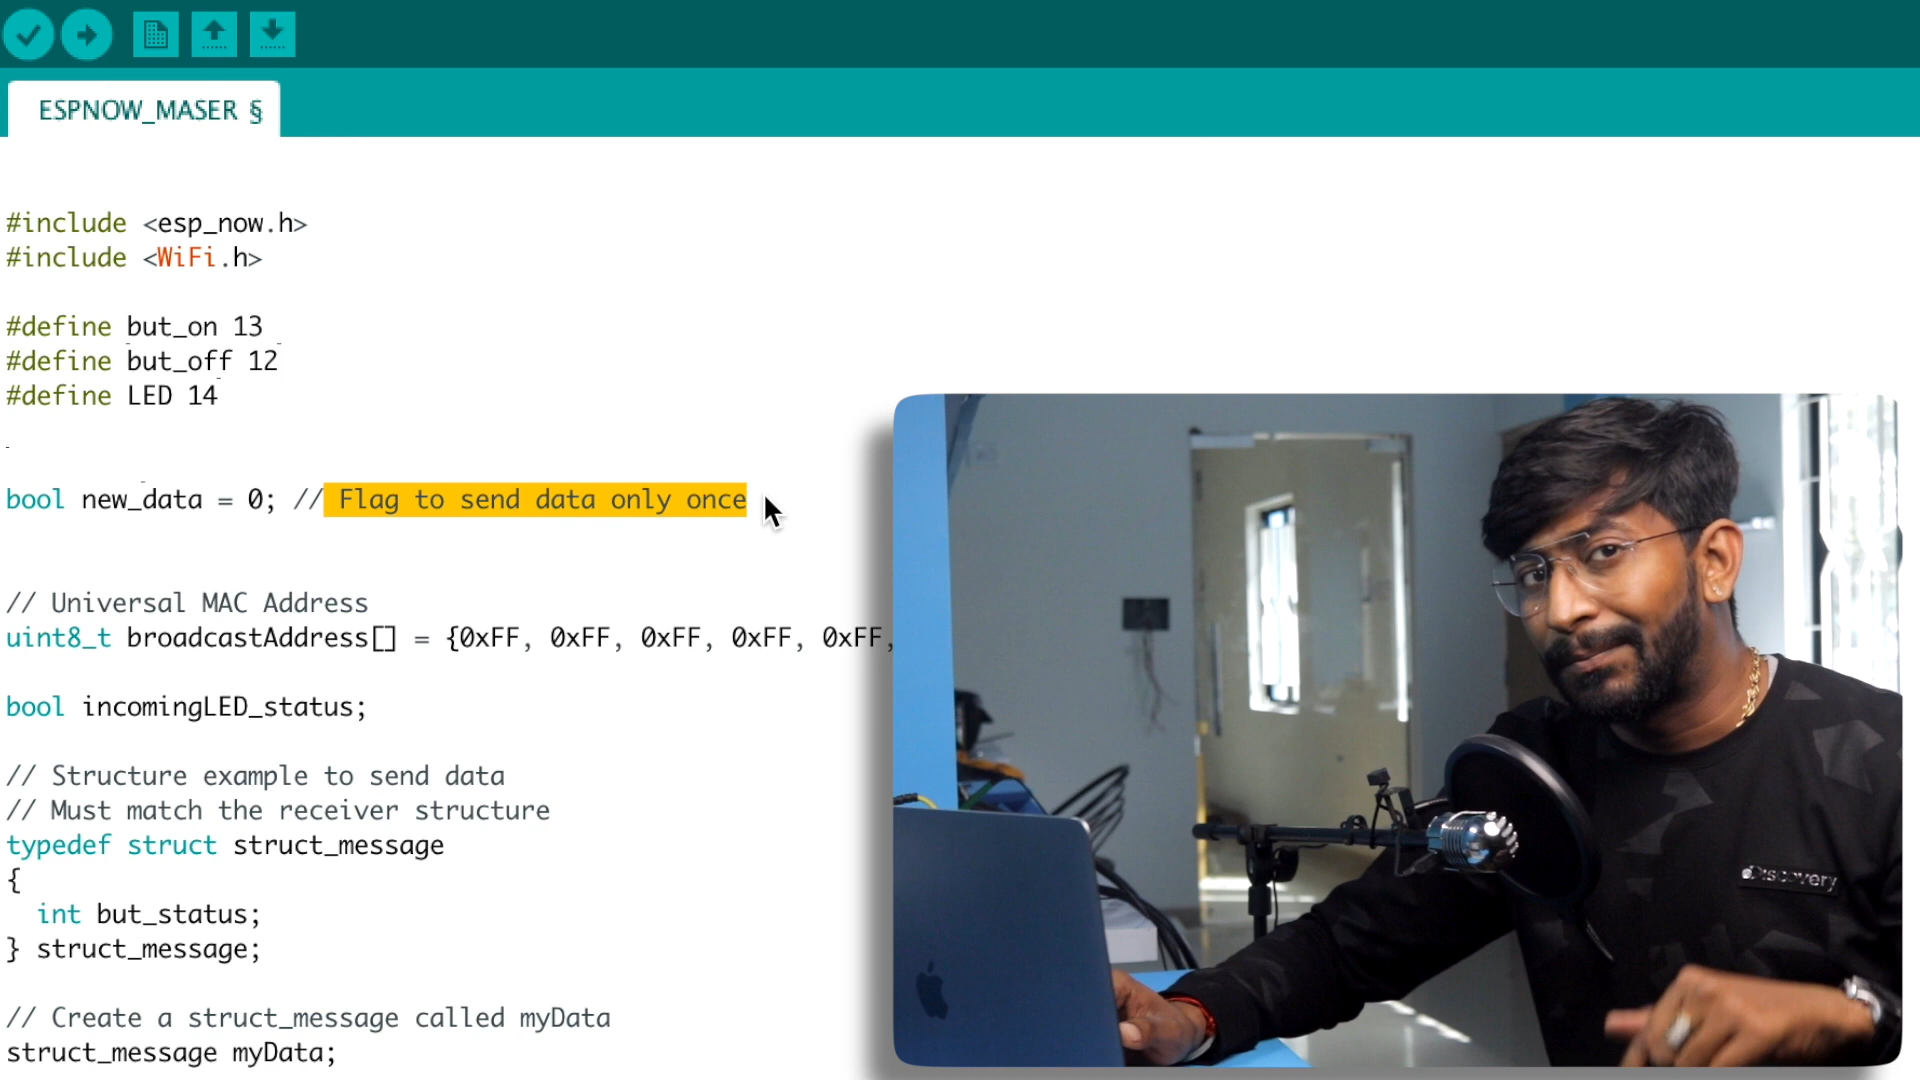 ESPNOW_MASER §
#include <esp_now.h>
#include <WiFi.h>
#define but_on 13
#define but_off 12
#define LED 14
bool new_data = 0; // Flag to send data only once
// Universal MAC Address
uint8_t broadcastAddress[] = {0xFF, 0xFF, 0xFF, 0xFF, 0xFF,
bool incomingLED_status;
// Structure example to send data
// Must match the receiver structure
typedef struct struct_message
{
int but_status;
} struct_message;
// Create a struct_message called myData
struct_message myData;
Discovery